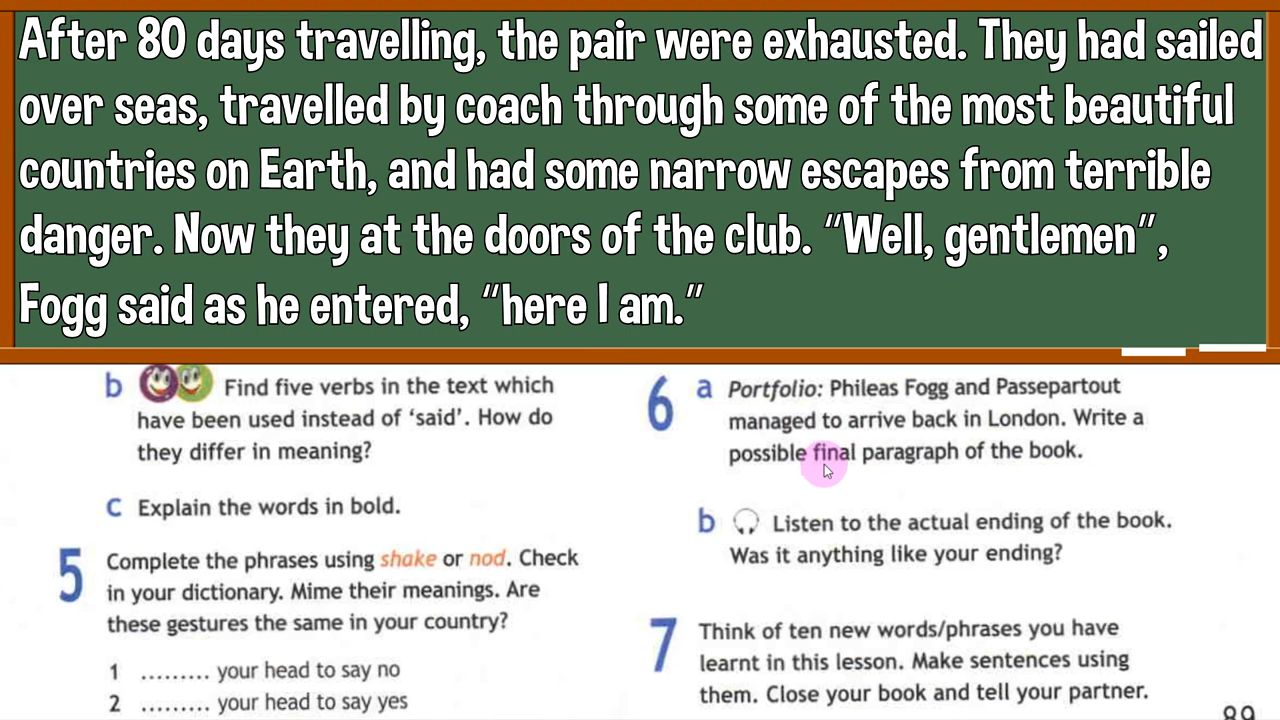 After 80 days travelling, the pair were exhausted. They had sailed
over seas, travelled by coach through some of the most beautiful
countries on Earth, and had some narrow escapes from terrible
danger. Now they at the doors of the club. “Well, gentlemen”,
Fogg said as he entered, “here I am.”
b Find five verbs in the text which
have been used instead of ‘said’. How do
they differ in meaning?
c Explain the words in bold.
5 Complete the phrases using shake or nod. Check
in your dictionary. Mime their meanings. Are
these gestures the same in your country?
1 ......... your head to say no
2 ......... your head to say yes
6 a Portfolio: Phileas Fogg and Passepartout
managed to arrive back in London. Write a
possible final paragraph of the book.
b Listen to the actual ending of the book.
Was it anything like your ending?
7 Think of ten new words/phrases you have
learnt in this lesson. Make sentences using
them. Close your book and tell your partner.
89